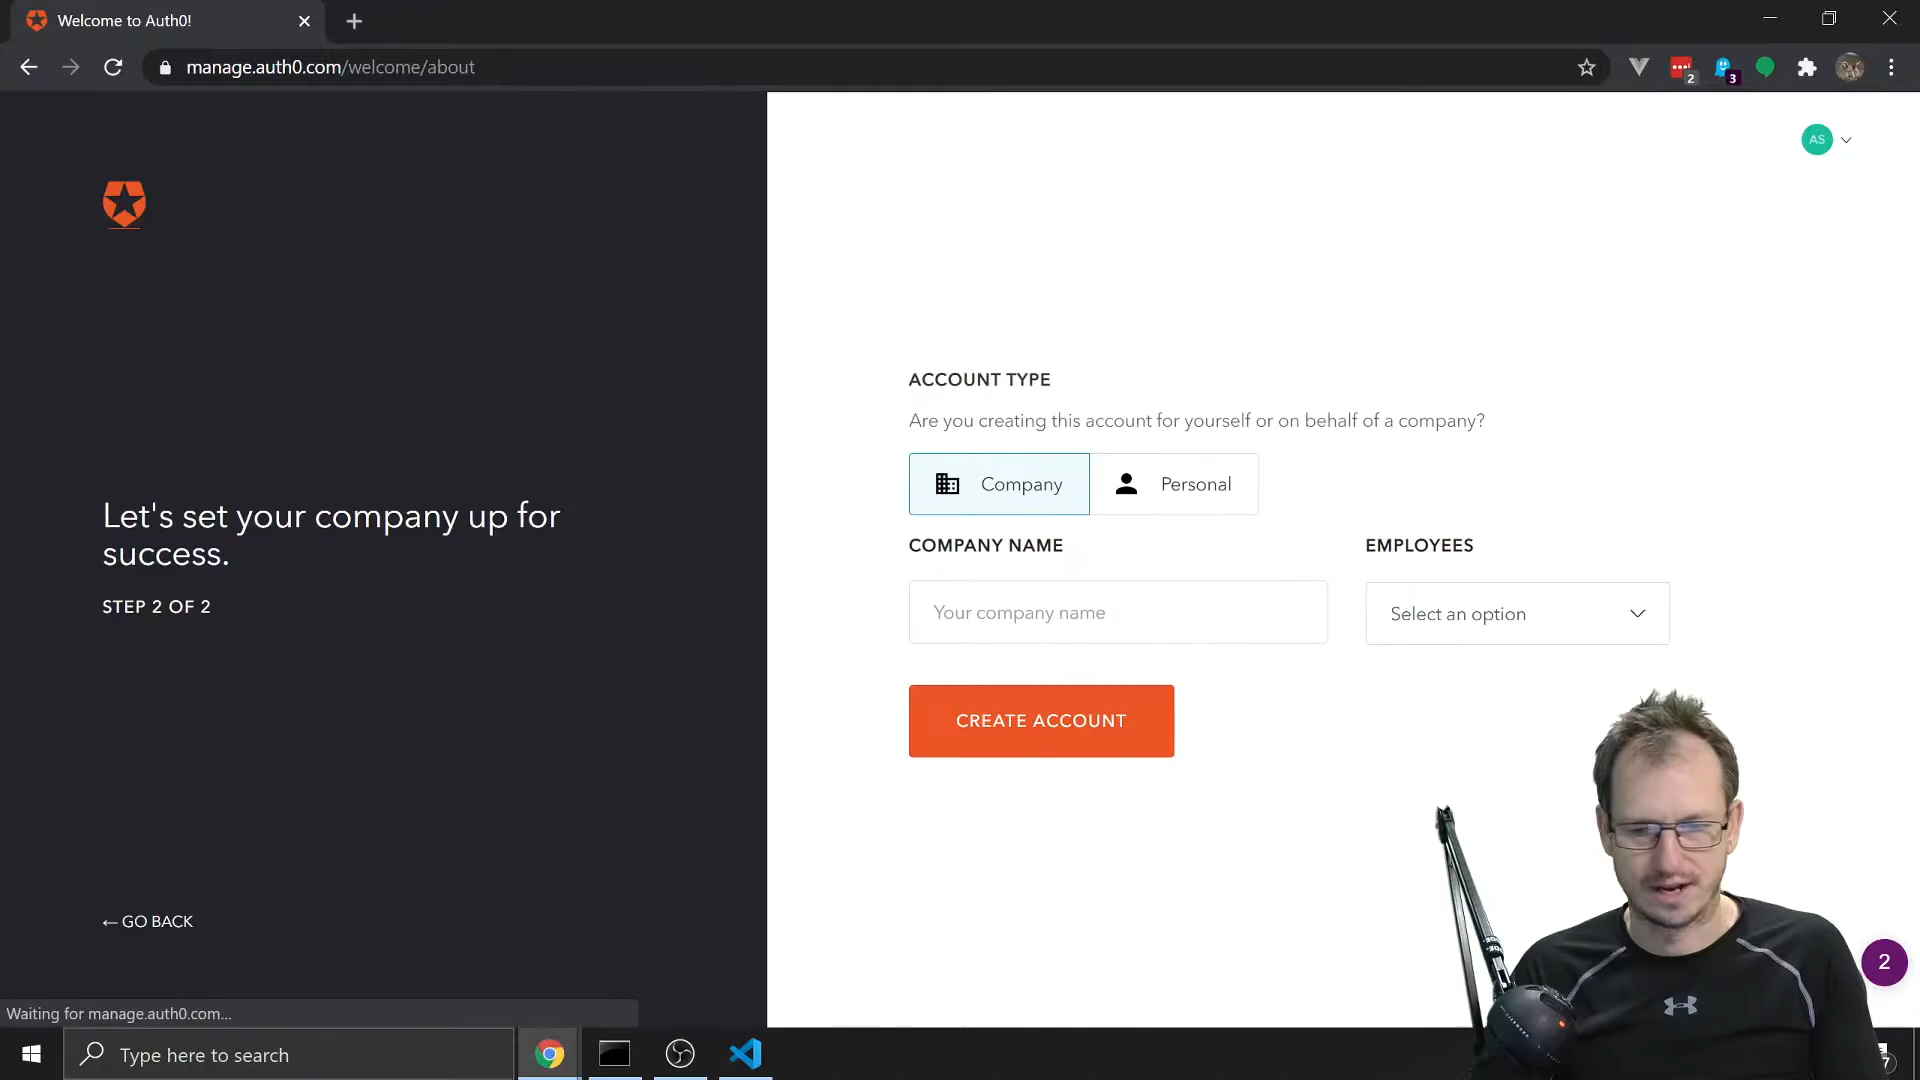 Welcome to Auth0!
manage.auth0.com/welcome/about
2
3
AS
Let's set your company up for
success.
STEP 2 OF 2
← GO BACK
ACCOUNT TYPE
Are you creating this account for yourself or on behalf of a company?
Company
Personal
COMPANY NAME
EMPLOYEES
Your company name
Select an option
CREATE ACCOUNT
2
Waiting for manage.auth0.com...
Type here to search
7